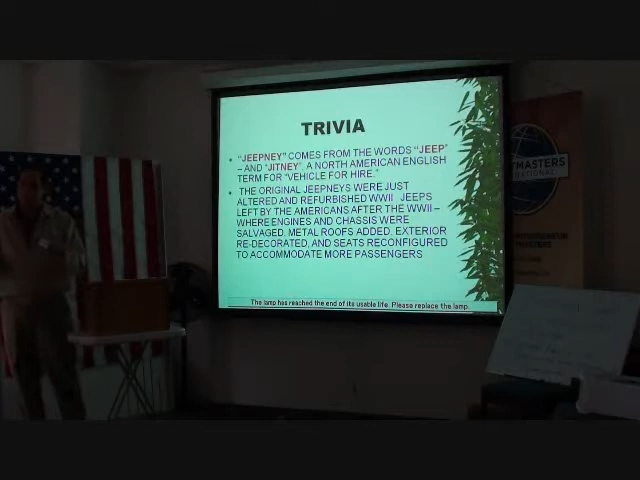 TRIVIA
• "JEEPNEY" COMES FROM THE WORDS "JEEP"
– AND "JITNEY", A NORTH AMERICAN ENGLISH
TERM FOR "VEHICLE FOR HIRE."
• THE ORIGINAL JEEPNEYS WERE JUST
ALTERED AND REFURBISHED WWII JEEPS
LEFT BY THE AMERICANS AFTER THE WWII –
WHERE ENGINES AND CHASSIS WERE
SALVAGED, METAL ROOFS ADDED, EXTERIOR
RE-DECORATED, AND SEATS RECONFIGURED
TO ACCOMMODATE MORE PASSENGERS
The lamp has reached the end of its usable life. Please replace the lamp.
TMASTERS